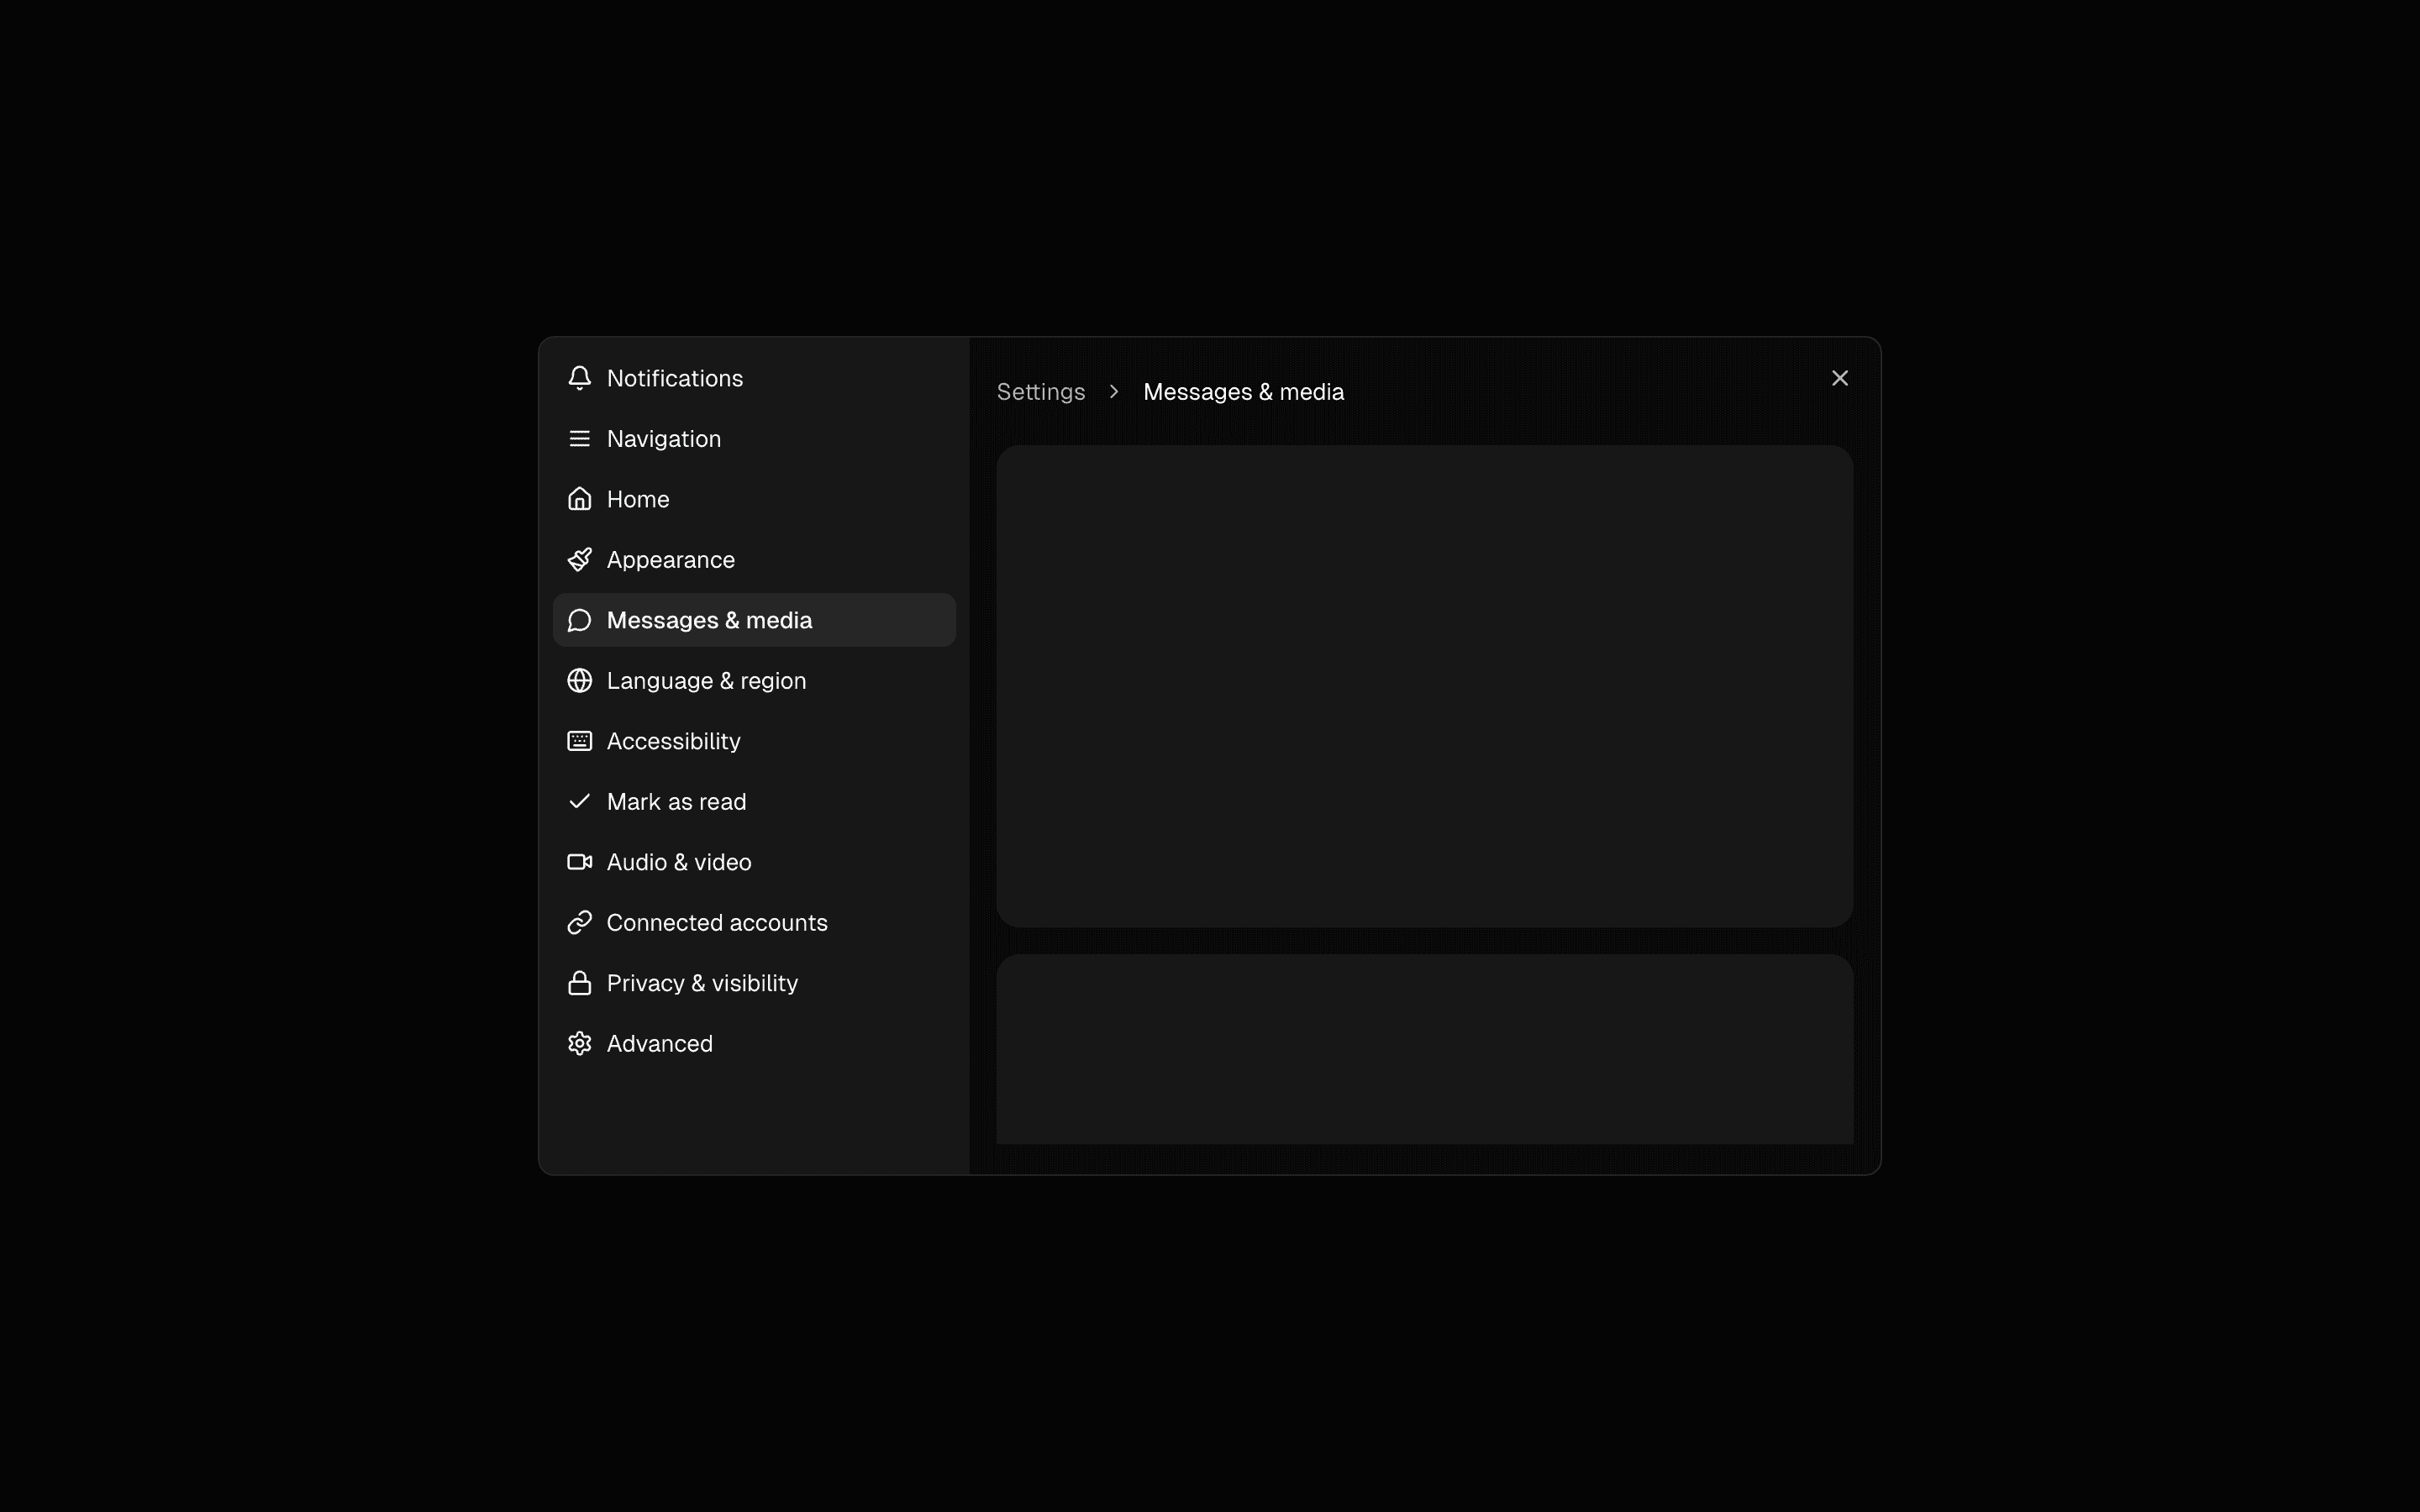 Notifications
Navigation
Home
Appearance
Messages & media
Language & region
Accessibility
Mark as read
Audio & video
Connected accounts
Privacy & visibility
Advanced
Settings > Messages & media